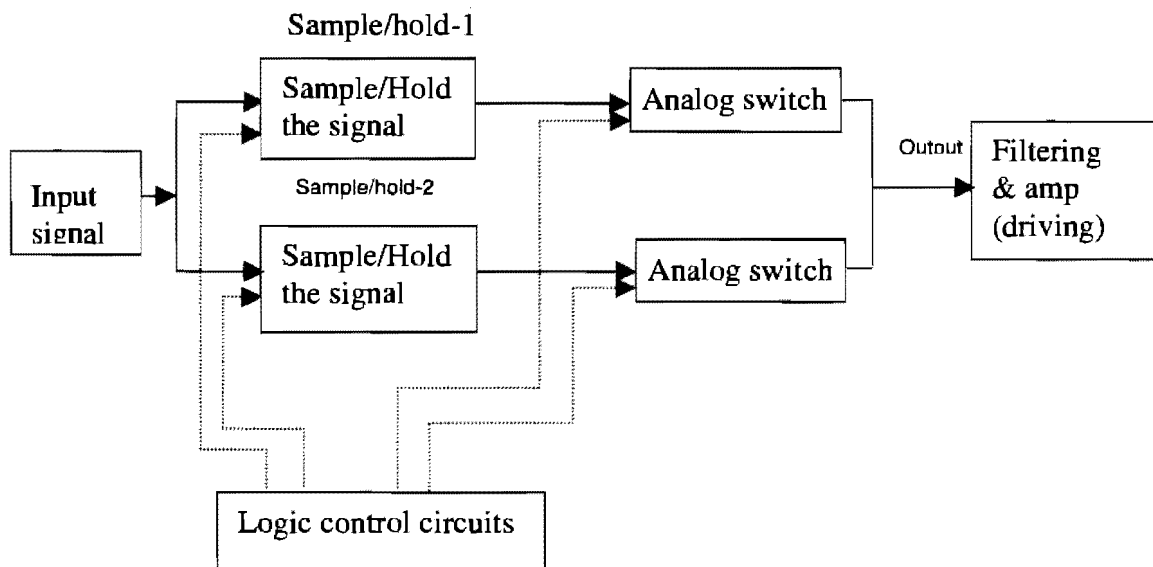 Sample/hold-1
Sample/Hold
the signal
Analog switch
Input
signal
Sample/hold-2
Outout
Filtering
& amp
(driving)
Sample/Hold
the signal
Analog switch
Logic control circuits